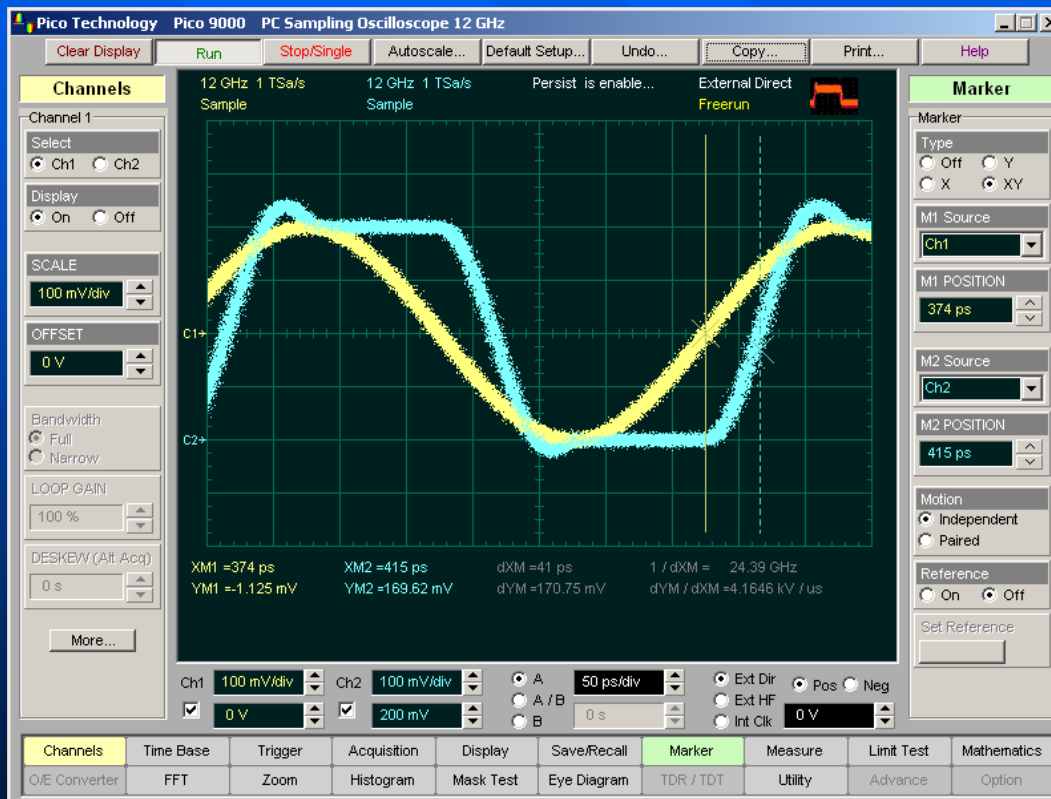 Pico Technology Pico 9000 PC Sampling Oscilloscope 12 GHz
Clear Display Run Stop/Single Autoscale... Default Setup... Undo... Copy... Print... Help
Channels
Channel 1
Select
Ch1 Ch2
Display
On Off
SCALE
100 mV/div
OFFSET
0 V
Bandwidth
Full
Narrow
LOOP GAIN
100 %
DESKEW (Alt Acq)
0 s
More...
12 GHz 1 TSa/s 12 GHz 1 TSa/s Persist is enable... External Direct
Sample Sample Freerun
C1
C2
XM1 =374 ps XM2 =415 ps dXM =41 ps 1 / dXM = 24.39 GHz
YM1 =-1.125 mV YM2 =169.62 mV dYM =170.75 mV dYM / dXM =4.1646 kV / us
Marker
Marker
Type
Off Y
X XY
M1 Source
Ch1
M1 POSITION
374 ps
M2 Source
Ch2
M2 POSITION
415 ps
Motion
Independent
Paired
Reference
On Off
Set Reference
Ch1 100 mV/div Ch2 100 mV/div A 50 ps/div Ext Dir Pos Neg
A / B Ext HF
0 V 200 mV B 0 s Int Clk 0 V
Channels Time Base Trigger Acquisition Display Save/Recall Marker Measure Limit Test Mathematics
O/E Converter FFT Zoom Histogram Mask Test Eye Diagram TDR / TDT Utility Advance Option